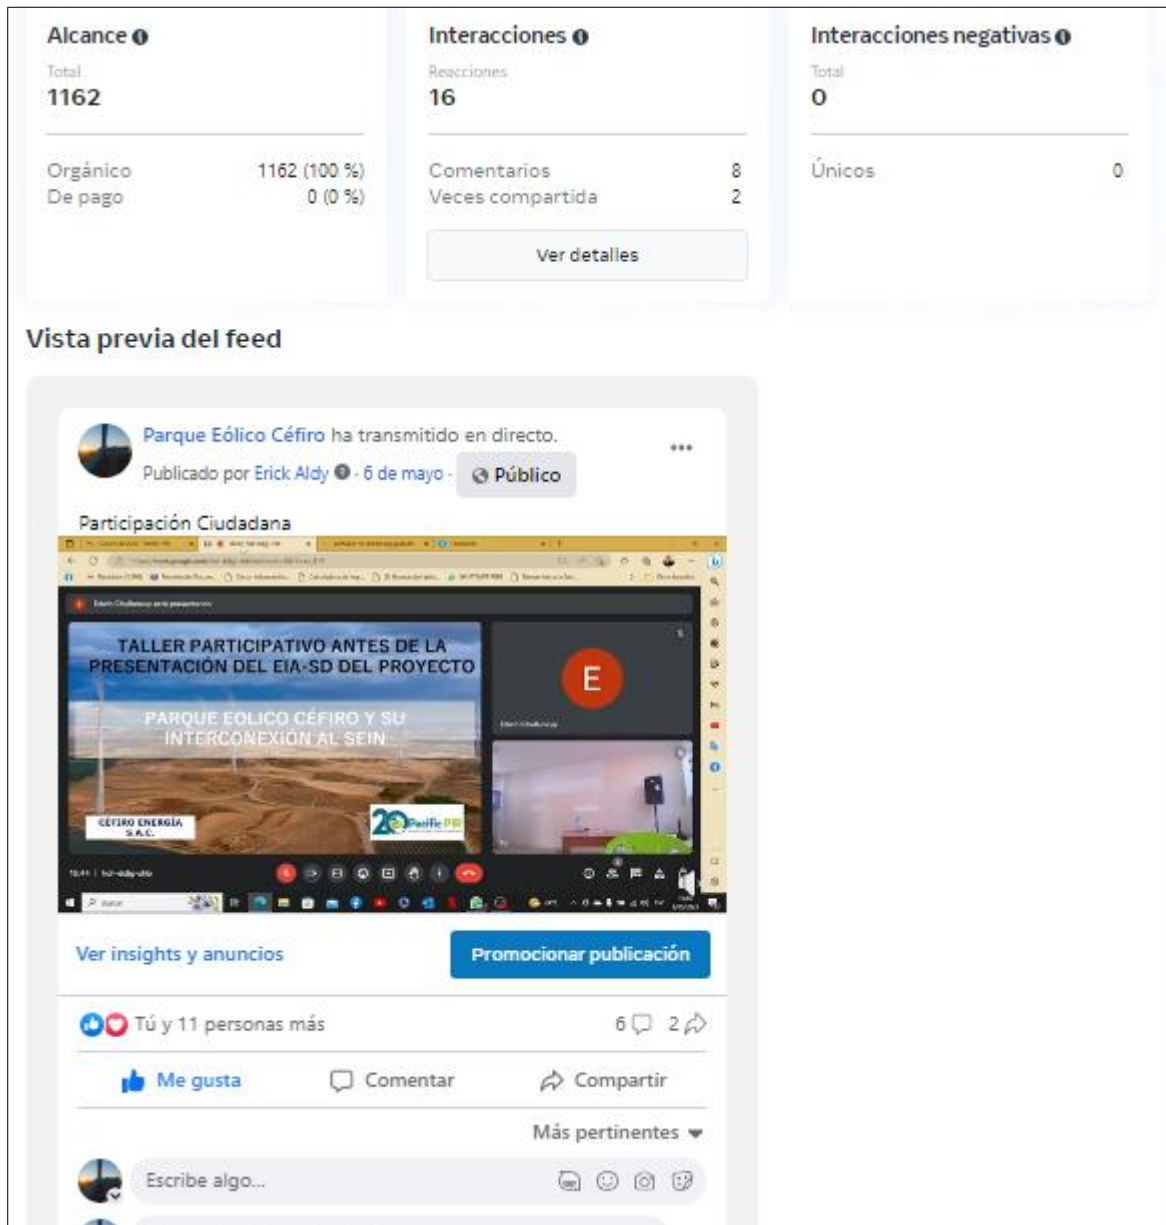 Alcance
Total
1162
Orgánico 1162 (100 %)
De pago 0 (0 %)
Interacciones
Reacciones
16
Comentarios 8
Veces compartida 2
Ver detalles
Interacciones negativas
Total
0
Únicos 0
Vista previa del feed
Parque Eólico Céfiro ha transmitido en directo.
Publicado por Erick Aldy · 6 de mayo · Público
Participación Ciudadana
TALLER PARTICIPATIVO ANTES DE LA
PRESENTACIÓN DEL EIA-SD DEL PROYECTO
PARQUE EOLICO CÉFIRO Y SU
INTERCONEXIÓN AL SEIN
CÉFIRO ENERGÍA
S.A.C.
20 Pacific PIR
E
Ver insights y anuncios
Promocionar publicación
Tú y 11 personas más 6 2
Me gusta Comentar Compartir
Más pertinentes
Escribe algo...